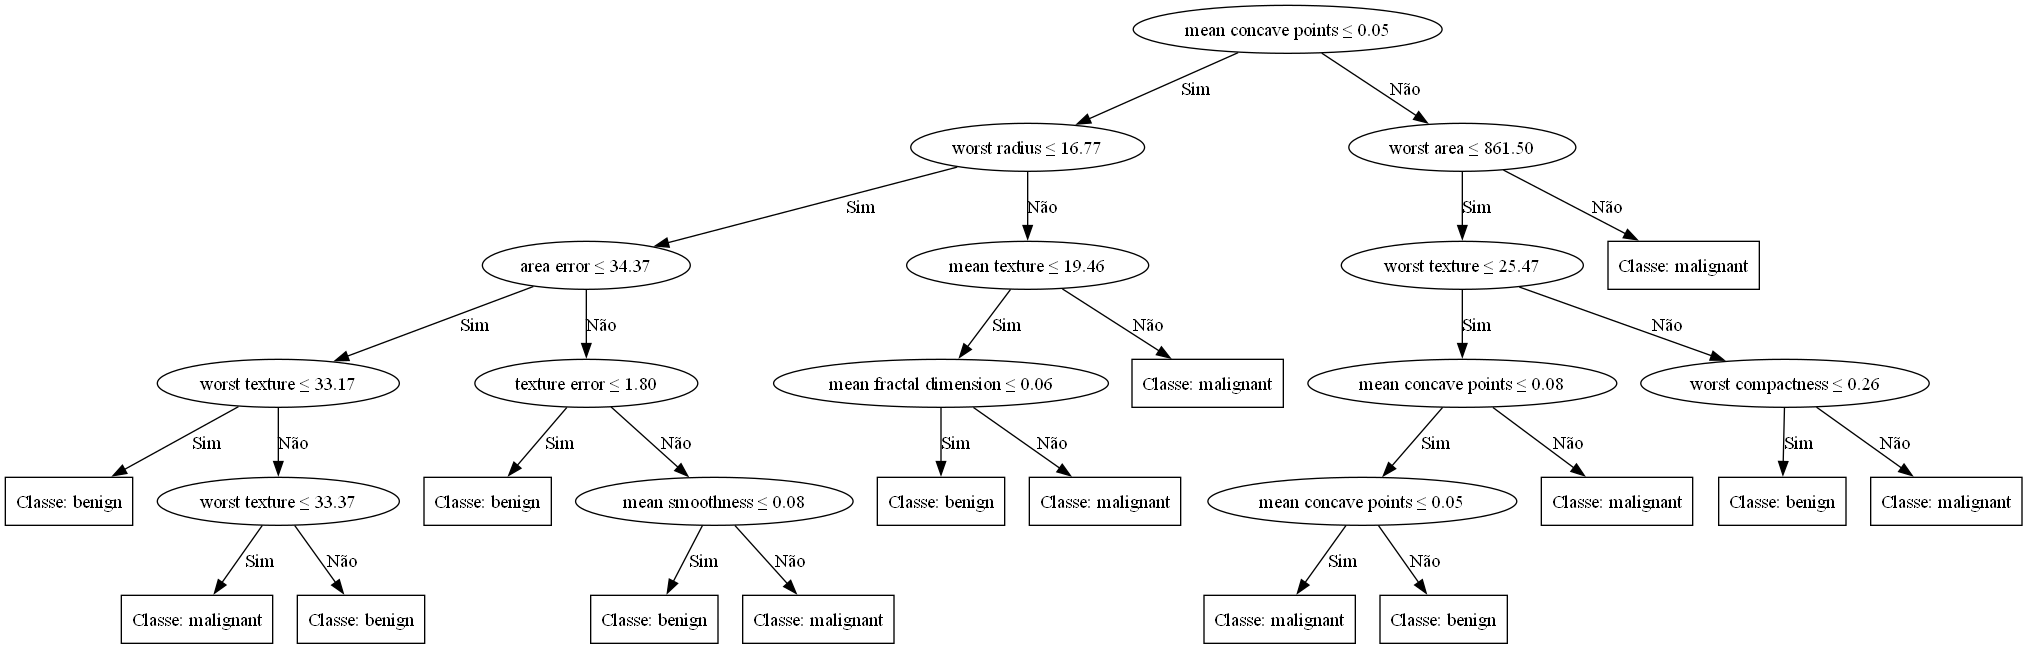 mean concave points ≤ 0.05
Sim
Não
worst radius ≤ 16.77
worst area ≤ 861.50
Sim
Não
Sim
Não
area error ≤ 34.37
mean texture ≤ 19.46
worst texture ≤ 25.47
Classe: malignant
Sim
Não
Sim
Não
Sim
Não
worst texture ≤ 33.17
texture error ≤ 1.80
mean fractal dimension ≤ 0.06
Classe: malignant
mean concave points ≤ 0.08
worst compactness ≤ 0.26
Sim
Não
Sim
Não
Sim
Não
Sim
Não
Sim
Não
Classe: benign
worst texture ≤ 33.37
Classe: benign
mean smoothness ≤ 0.08
Classe: benign
Classe: malignant
mean concave points ≤ 0.05
Classe: malignant
Classe: benign
Classe: malignant
Sim
Não
Sim
Não
Sim
Não
Classe: malignant
Classe: benign
Classe: benign
Classe: malignant
Classe: malignant
Classe: benign